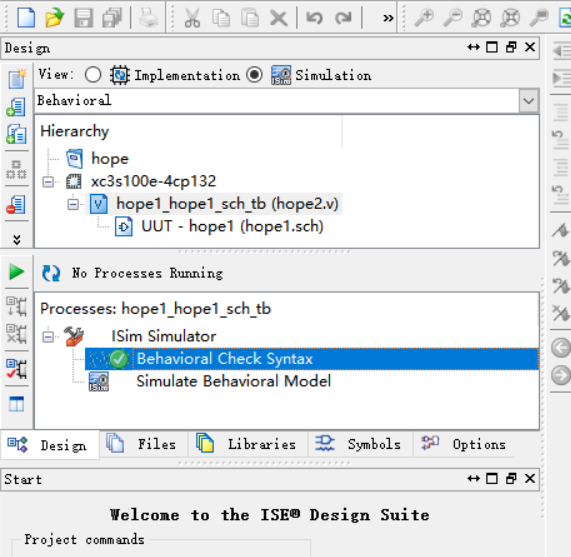 »
Design
View: Implementation Simulation
Behavioral
Hierarchy
hope
xc3s100e-4cp132
hope1_hope1_sch_tb (hope2.v)
UUT - hope1 (hope1.sch)
No Processes Running
Processes: hope1_hope1_sch_tb
ISim Simulator
Behavioral Check Syntax
Simulate Behavioral Model
Design Files Libraries Symbols Options
Start
Welcome to the ISE® Design Suite
Project commands